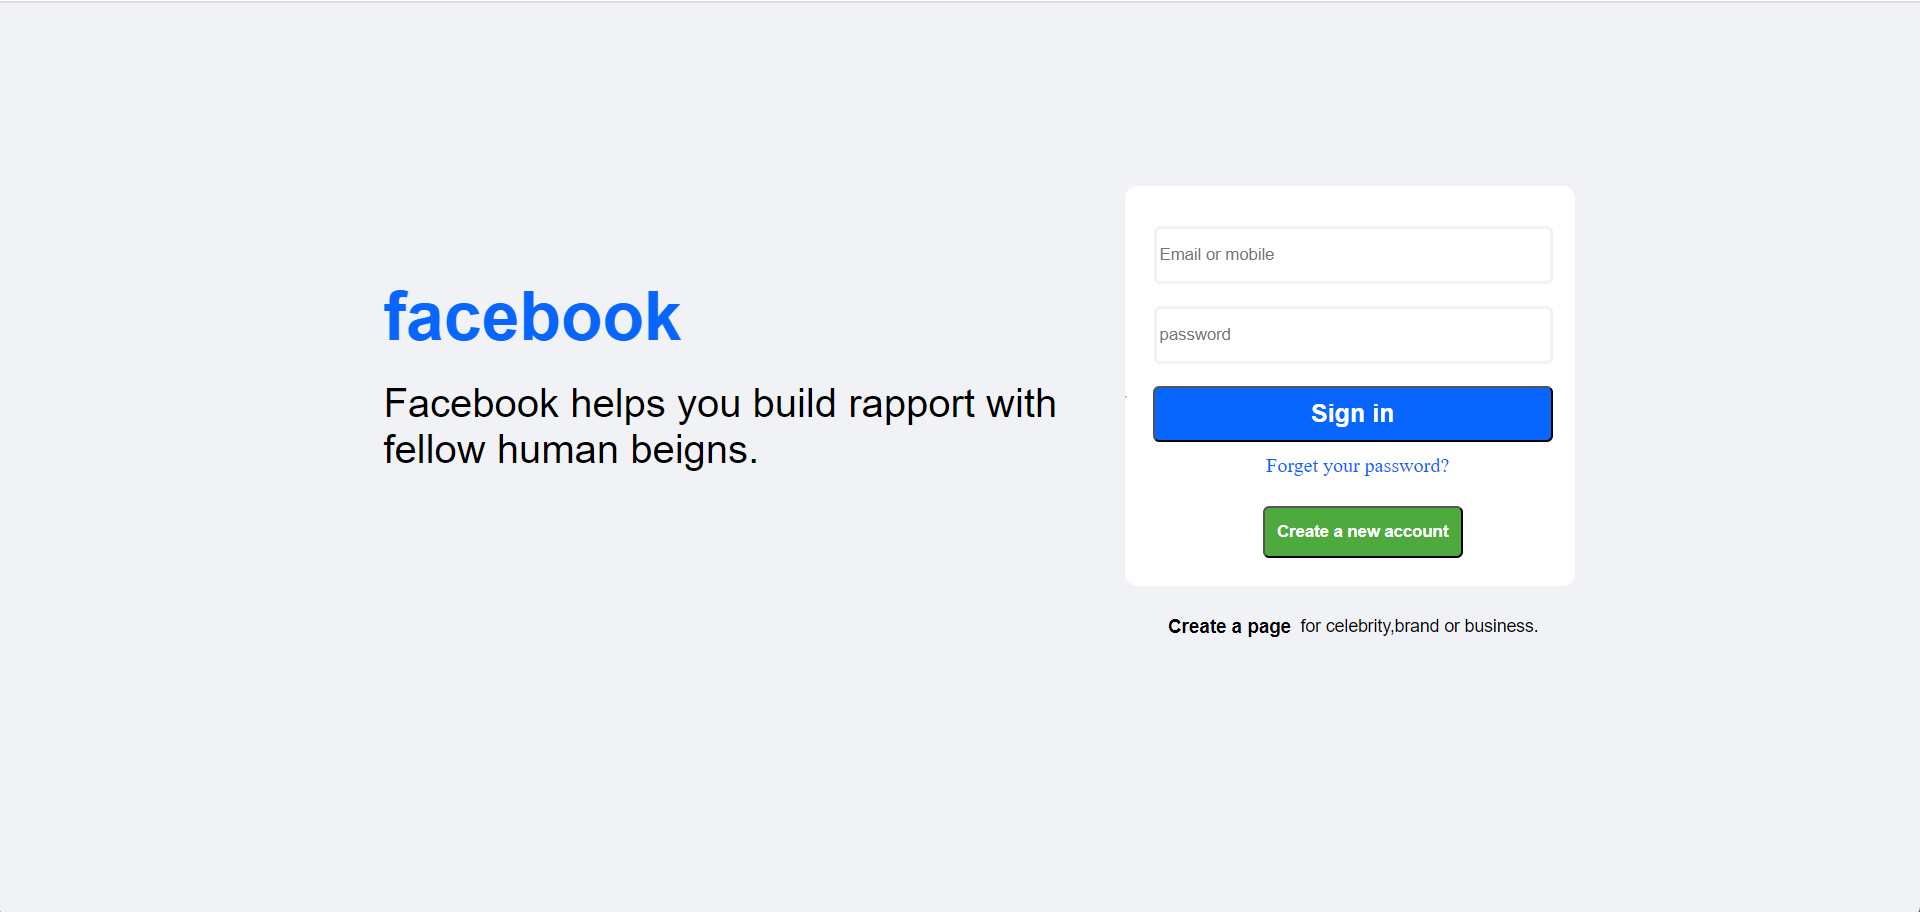 facebook
Facebook helps you build rapport with
fellow human beigns.
Email or mobile
password
Sign in
Forget your password?
Create a new account
Create a page for celebrity,brand or business.